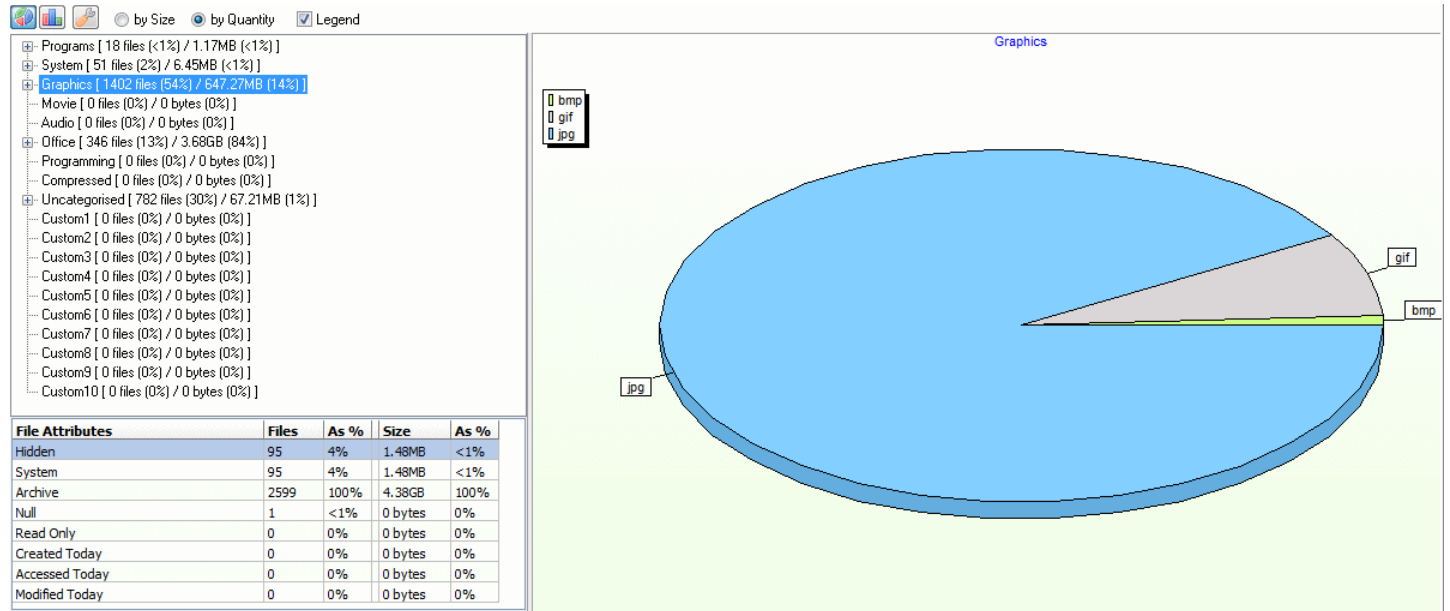 by Size by Quantity Legend
Programs [ 18 files (<1%) / 1.17MB (<1%) ]
System [ 51 files (2%) / 6.45MB (<1%) ]
Graphics [ 1402 files (54%) / 647.27MB (14%) ]
Movie [ 0 files (0%) / 0 bytes (0%) ]
Audio [ 0 files (0%) / 0 bytes (0%) ]
Office [ 346 files (13%) / 3.68GB (84%) ]
Programming [ 0 files (0%) / 0 bytes (0%) ]
Compressed [ 0 files (0%) / 0 bytes (0%) ]
Uncategorised [ 782 files (30%) / 67.21MB (1%) ]
Custom1 [ 0 files (0%) / 0 bytes (0%) ]
Custom2 [ 0 files (0%) / 0 bytes (0%) ]
Custom3 [ 0 files (0%) / 0 bytes (0%) ]
Custom4 [ 0 files (0%) / 0 bytes (0%) ]
Custom5 [ 0 files (0%) / 0 bytes (0%) ]
Custom6 [ 0 files (0%) / 0 bytes (0%) ]
Custom7 [ 0 files (0%) / 0 bytes (0%) ]
Custom8 [ 0 files (0%) / 0 bytes (0%) ]
Custom9 [ 0 files (0%) / 0 bytes (0%) ]
Custom10 [ 0 files (0%) / 0 bytes (0%) ]
File Attributes Files As % Size As %
Hidden 95 4% 1.48MB <1%
System 95 4% 1.48MB <1%
Archive 2599 100% 4.38GB 100%
Null 1 <1% 0 bytes 0%
Read Only 0 0% 0 bytes 0%
Created Today 0 0% 0 bytes 0%
Accessed Today 0 0% 0 bytes 0%
Modified Today 0 0% 0 bytes 0%
Graphics
bmp
gif
jpg
gif
bmp
jpg